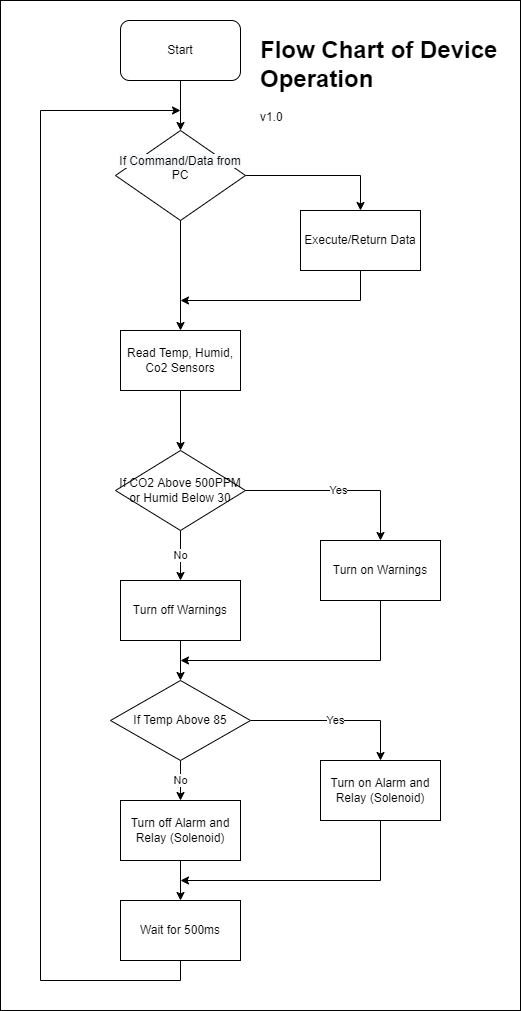 Start
Flow Chart of Device
Operation
v1.0
If Command/Data from
PC
Execute/Return Data
Read Temp, Humid,
Co2 Sensors
If CO2 Above 500PPM
or Humid Below 30
Yes
No
Turn on Warnings
Turn off Warnings
If Temp Above 85
Yes
No
Turn on Alarm and
Relay (Solenoid)
Turn off Alarm and
Relay (Solenoid)
Wait for 500ms